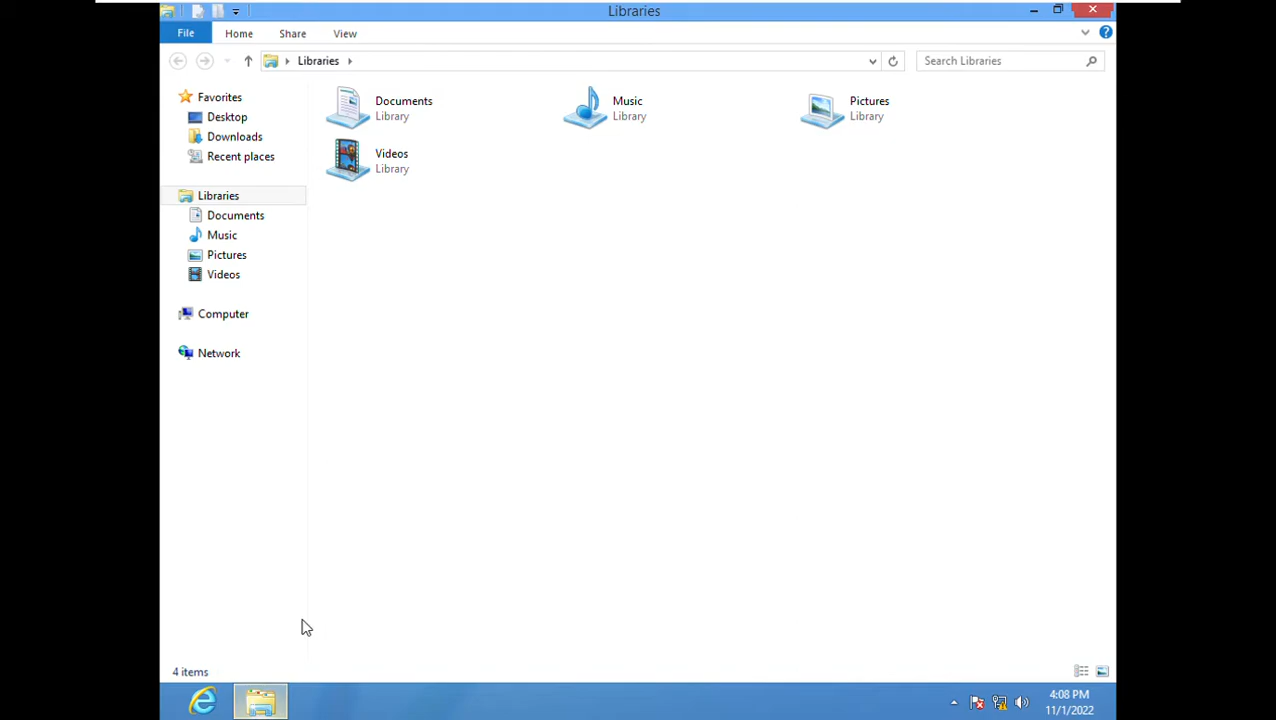 Libraries
File Home Share View
Libraries
Search Libraries
Favorites
Desktop
Downloads
Recent places
Libraries
Documents
Music
Pictures
Videos
Computer
Network
Documents
Library
Music
Library
Pictures
Library
Videos
Library
4 items
4:08 PM
11/1/2022